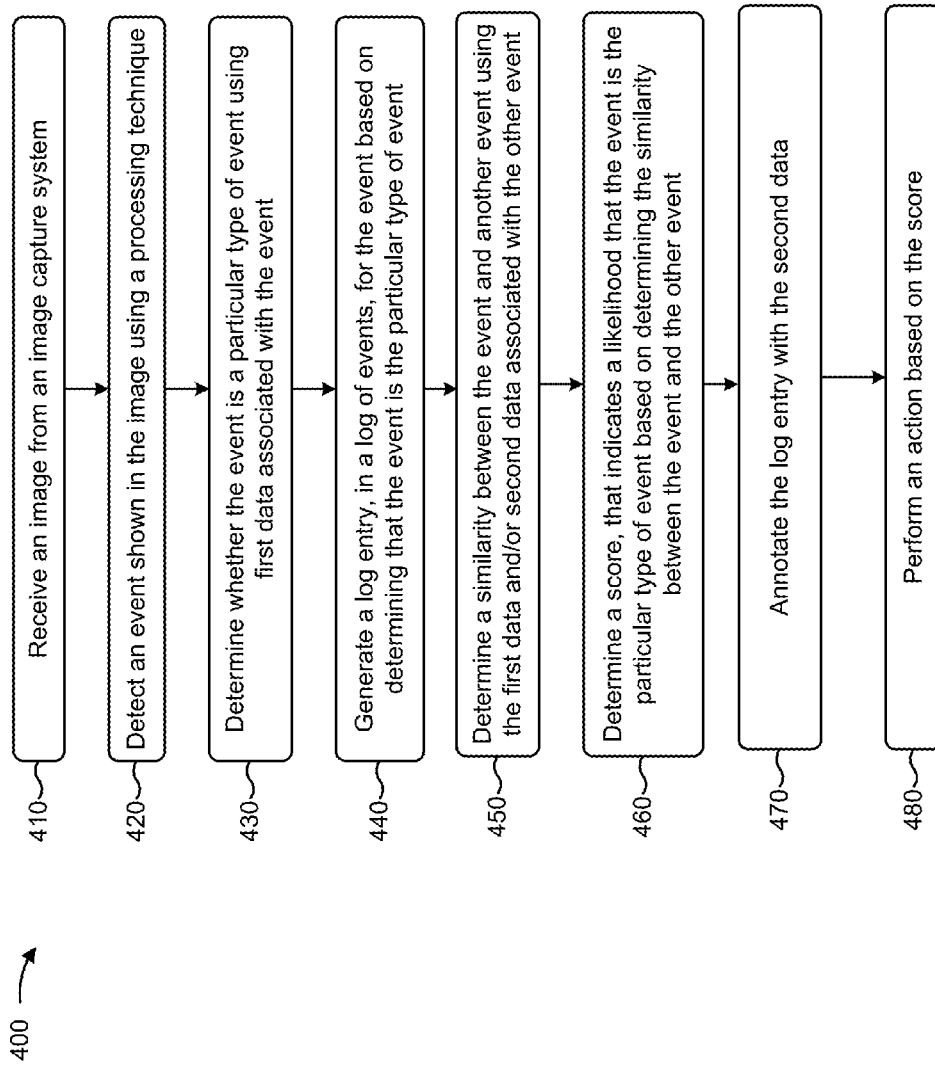 400
410
Receive an image from an image capture system
420
Detect an event shown in the image using a processing technique
430
Determine whether the event is a particular type of event using
first data associated with the event
440
Generate a log entry, in a log of events, for the event based on
determining that the event is the particular type of event
450
Determine a similarity between the event and another event using
the first data and/or second data associated with the other event
460
Determine a score, that indicates a likelihood that the event is the
particular type of event based on determining the similarity
between the event and the other event
470
Annotate the log entry with the second data
480
Perform an action based on the score